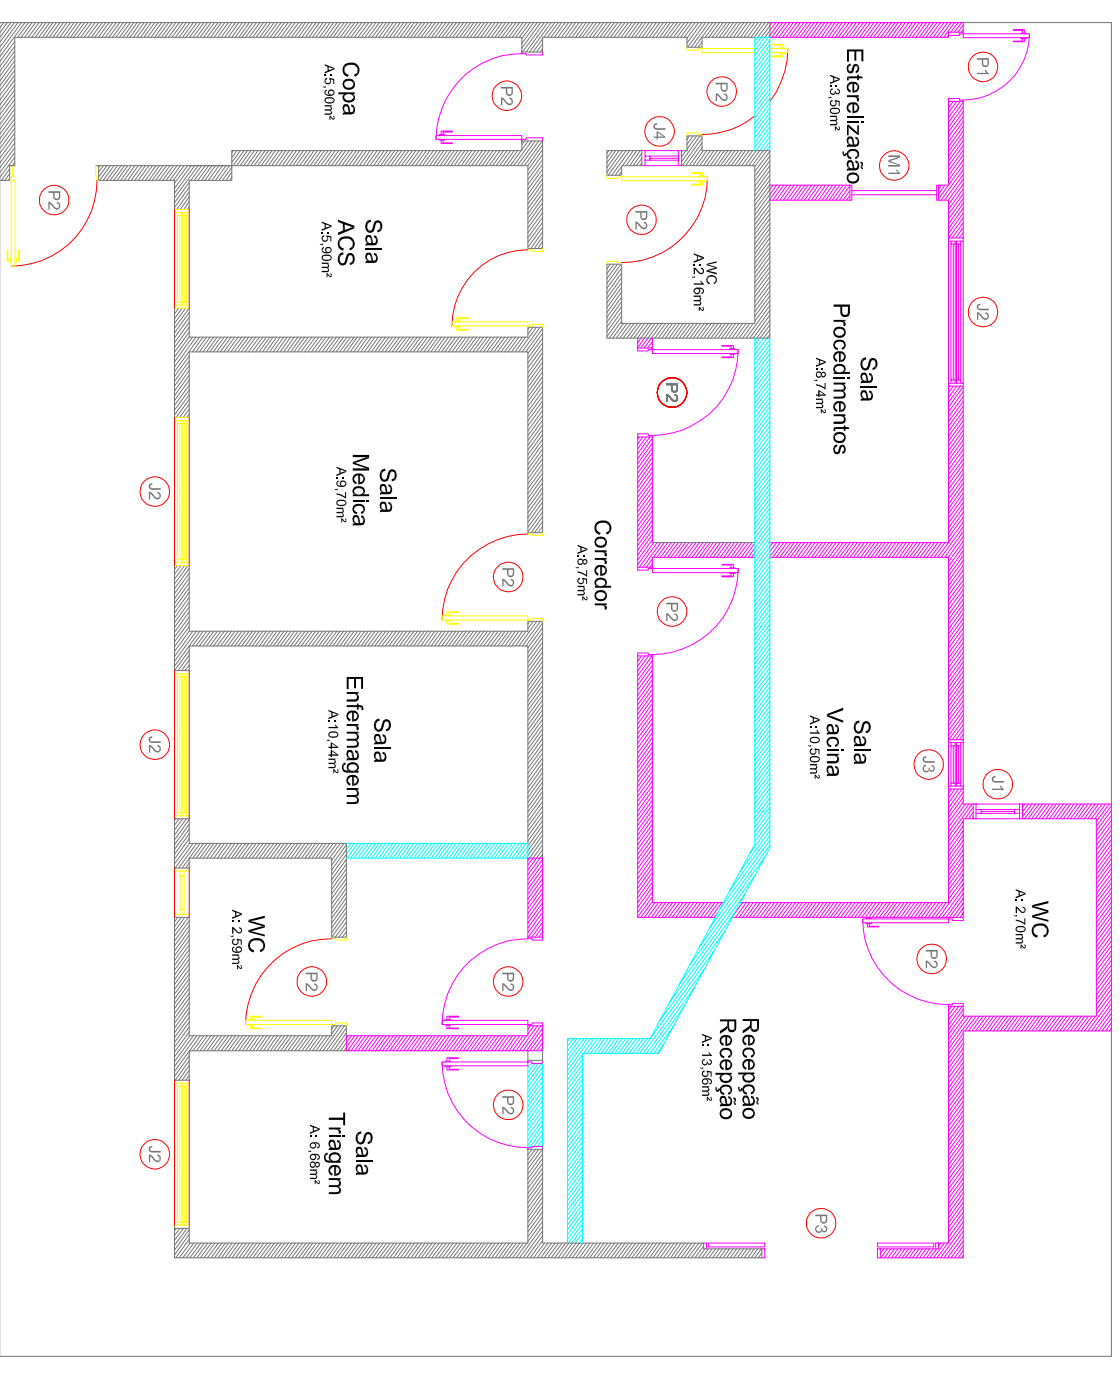 P1
Esterelização
A:3,50m²
M1
P2
J4
P2
Copa
A:5,90m²
P2
P2
WC
A:2,16m²
Sala
ACS
A:5,90m²
J2
Sala
Procedimentos
A:8,74m²
P2
Sala
Medica
A:9,70m²
J2
P2
Corredor
A:8,75m²
P2
Sala
Vacina
A:10,50m²
J3
J1
Sala
Enfermagem
A:10,44m²
J2
WC
A: 2,70m²
P2
WC
A: 2,59m²
P2
P2
Recepção
Recepção
A: 13,56m²
P2
Sala
Triagem
A: 6,68m²
J2
P3